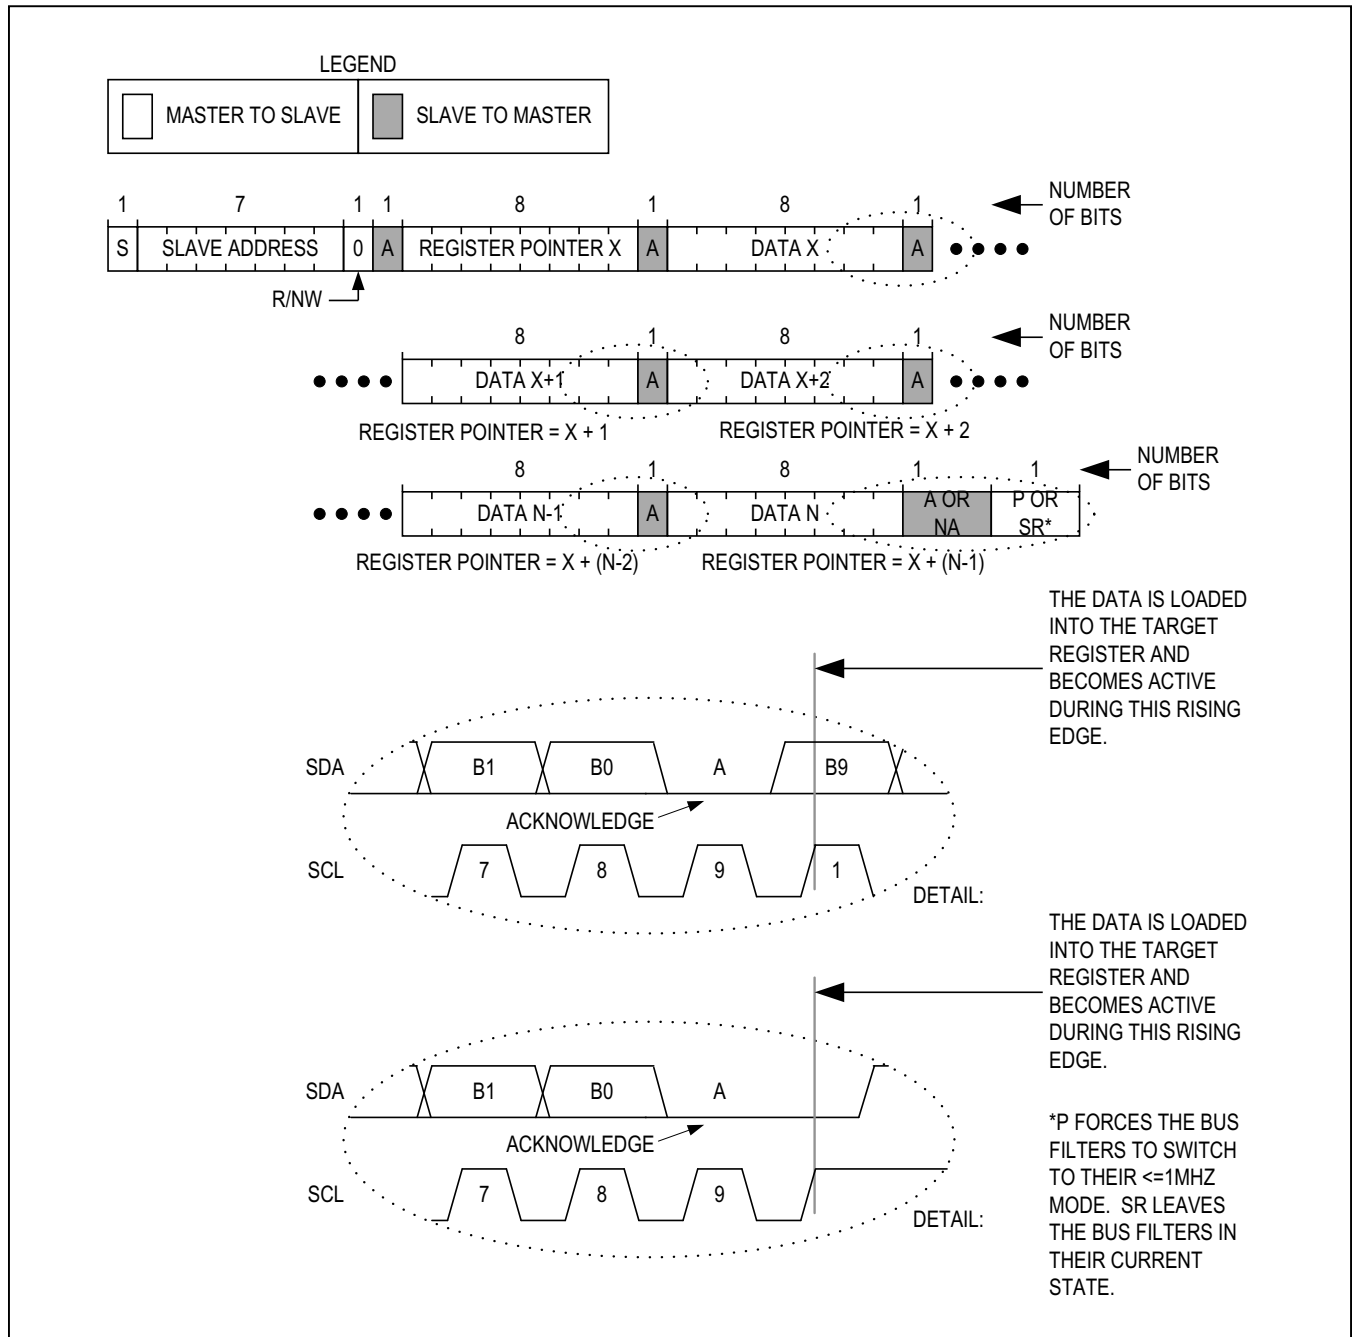 LEGEND
MASTER TO SLAVE SLAVE TO MASTER
1 7 1 1 8 1 8 1 NUMBER
OF BITS
S SLAVE ADDRESS 0 A REGISTER POINTER X A DATA X A
R/NW
8 1 8 1 NUMBER
OF BITS
DATA X+1 A DATA X+2 A
REGISTER POINTER = X + 1 REGISTER POINTER = X + 2
8 1 8 1 1 NUMBER
OF BITS
DATA N-1 A DATA N A OR
NA P OR
SR*
REGISTER POINTER = X + (N-2) REGISTER POINTER = X + (N-1)
THE DATA IS LOADED
INTO THE TARGET
REGISTER AND
BECOMES ACTIVE
DURING THIS RISING
EDGE.
SDA B1 B0 A B9
ACKNOWLEDGE
SCL 7 8 9 1
DETAIL:
THE DATA IS LOADED
INTO THE TARGET
REGISTER AND
BECOMES ACTIVE
DURING THIS RISING
EDGE.
SDA B1 B0 A
ACKNOWLEDGE
SCL 7 8 9
DETAIL:
*P FORCES THE BUS
FILTERS TO SWITCH
TO THEIR <=1MHZ
MODE. SR LEAVES
THE BUS FILTERS IN
THEIR CURRENT
STATE.